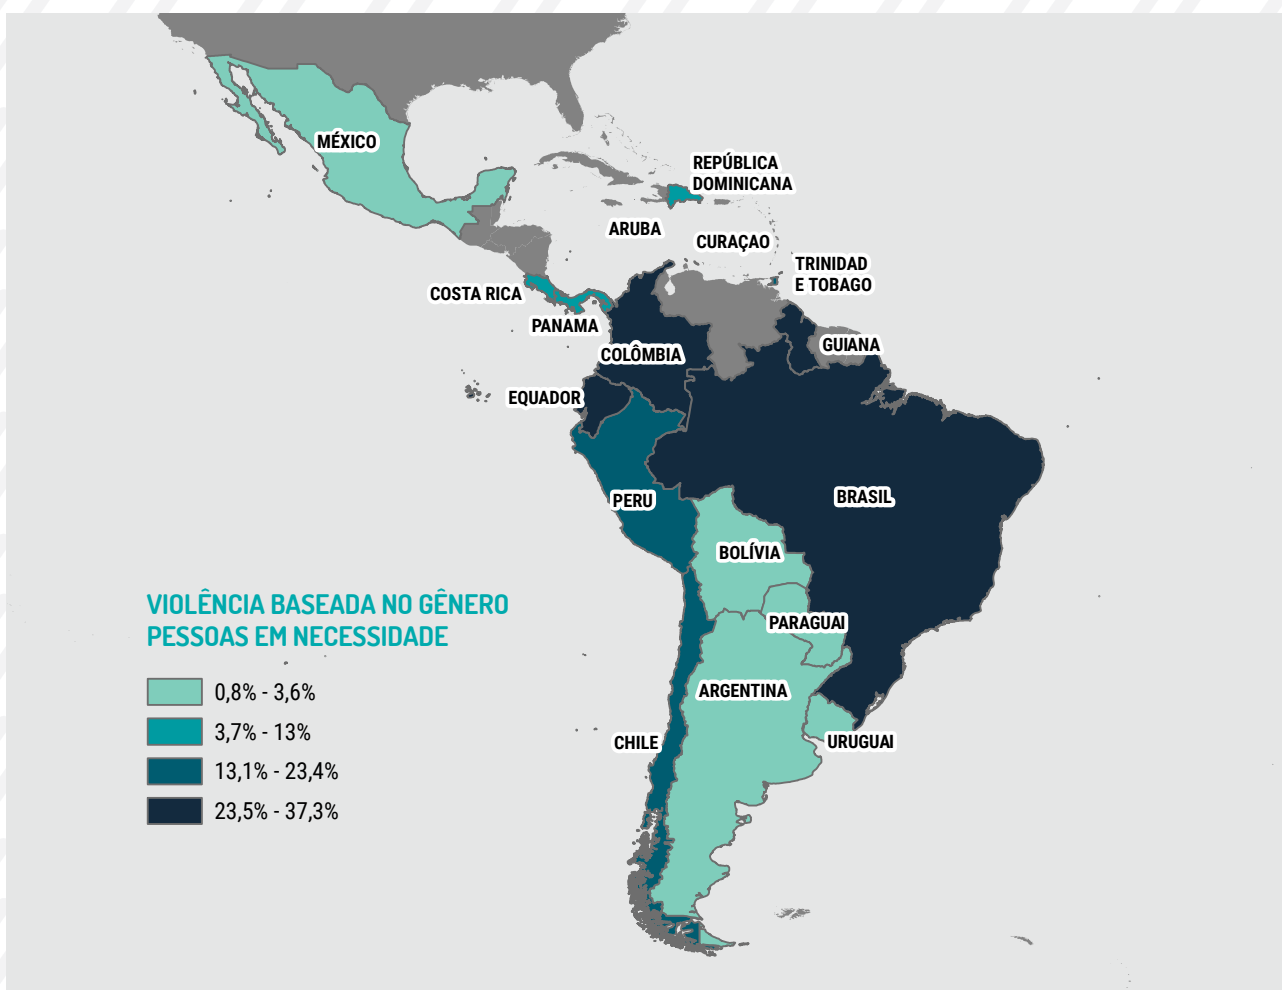 MÉXICO
REPÚBLICA
DOMINICANA
ARUBA
CURAÇAO
TRINIDAD
E TOBAGO
COSTA RICA
PANAMA
GUIANA
COLÔMBIA
EQUADOR
PERU
BRASIL
BOLÍVIA
PARAGUAI
ARGENTINA
CHILE
URUGUAI
VIOLÊNCIA BASEADA NO GÊNERO
PESSOAS EM NECESSIDADE
0,8% - 3,6%
3,7% - 13%
13,1% - 23,4%
23,5% - 37,3%